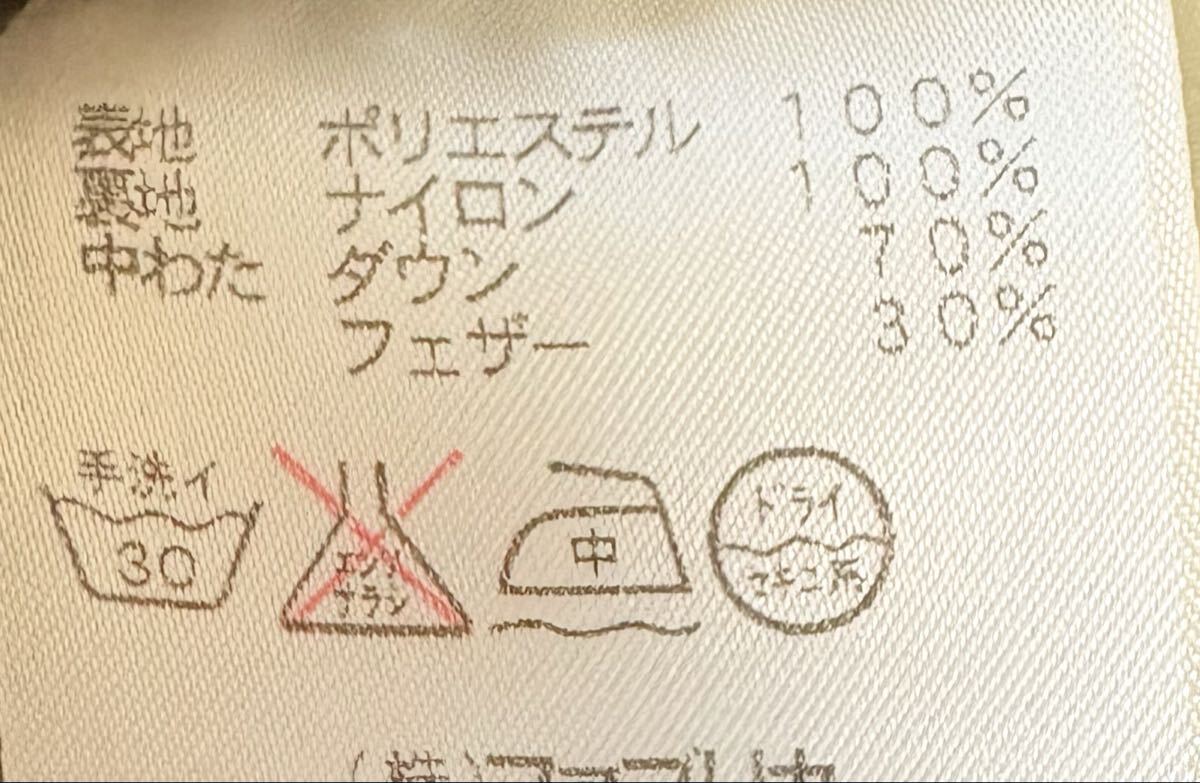 表地 ポリエステル 100%
裏地 ナイロン 100%
中わた ダウン 70%
フェザー 30%
手洗イ
30
エンソ
サラシ
中
ドライ
セキユ系